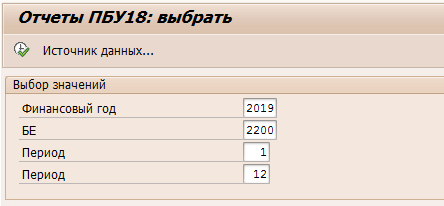 Отчеты ПБУ18: выбрать
Источник данных...
Выбор значений
Финансовый год 2019
БЕ 2200
Период 1
Период 12